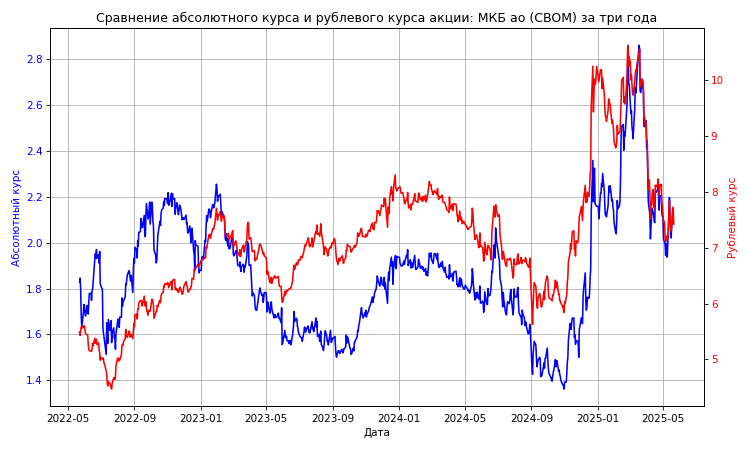 Сравнение абсолютного курса и рублевого курса акции: МКБ ао (CBOM) за три года
2.8
2.6
2.4
2.2
2.0
1.8
1.6
1.4
Абсолютный курс
10
9
8
7
6
5
Рублевый курс
2022-05 2022-09 2023-01 2023-05 2023-09 2024-01 2024-05 2024-09 2025-01 2025-05
Дата